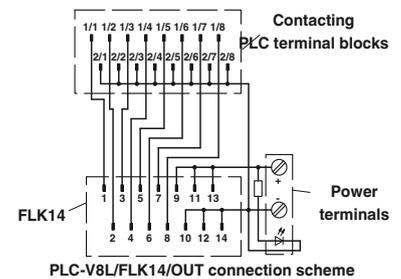 Contacting
PLC terminal blocks
1/1 1/2 1/3 1/4 1/5 1/6 1/7 1/8
2/1 2/2 2/3 2/4 2/5 2/6 2/7 2/8
1 3 5 7 9 11 13
+
-
FLK14
Power
terminals
2 4 6 8 10 12 14
PLC-V8L/FLK14/OUT connection scheme